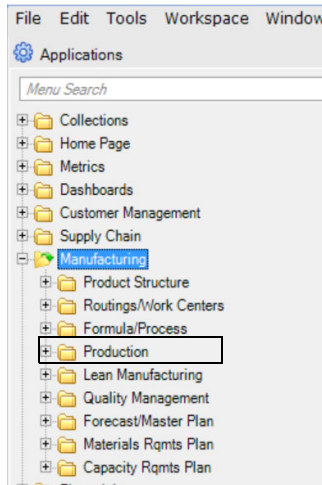 File Edit Tools Workspace Window
Applications
Menu Search
Collections
Home Page
Metrics
Dashboards
Customer Management
Supply Chain
Manufacturing
Product Structure
Routings/Work Centers
Formula/Process
Production
Lean Manufacturing
Quality Management
Forecast/Master Plan
Materials Rqmts Plan
Capacity Rqmts Plan